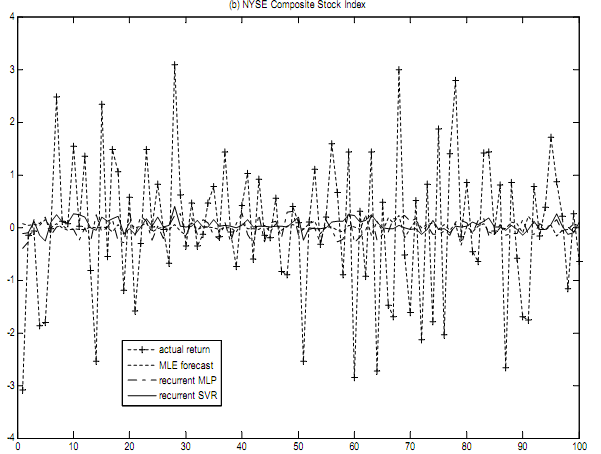 (b) NYSE Composite Stock Index
4
3
2
1
0
-1
-2
-3
-4
actual return
MLE forecast
recurrent MLP
recurrent SVR
0 10 20 30 40 50 60 70 80 90 100